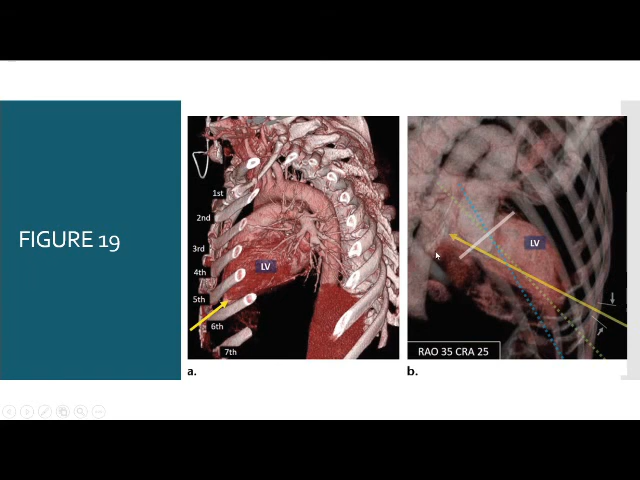 FIGURE 19
1st
2nd
3rd
4th
5th
6th
7th
LV
a.
LV
RAO 35 CRA 25
b.